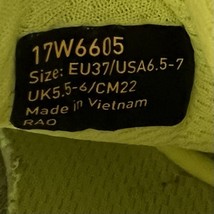 17W6605
Size: EU37/USA6.5-7
UK5.5-6/CM22
Made in Vietnam
RAO